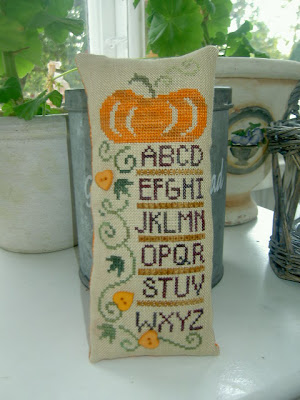 ABCD
EFGHI
JKLMN
OPQR
STUV
WXYZ